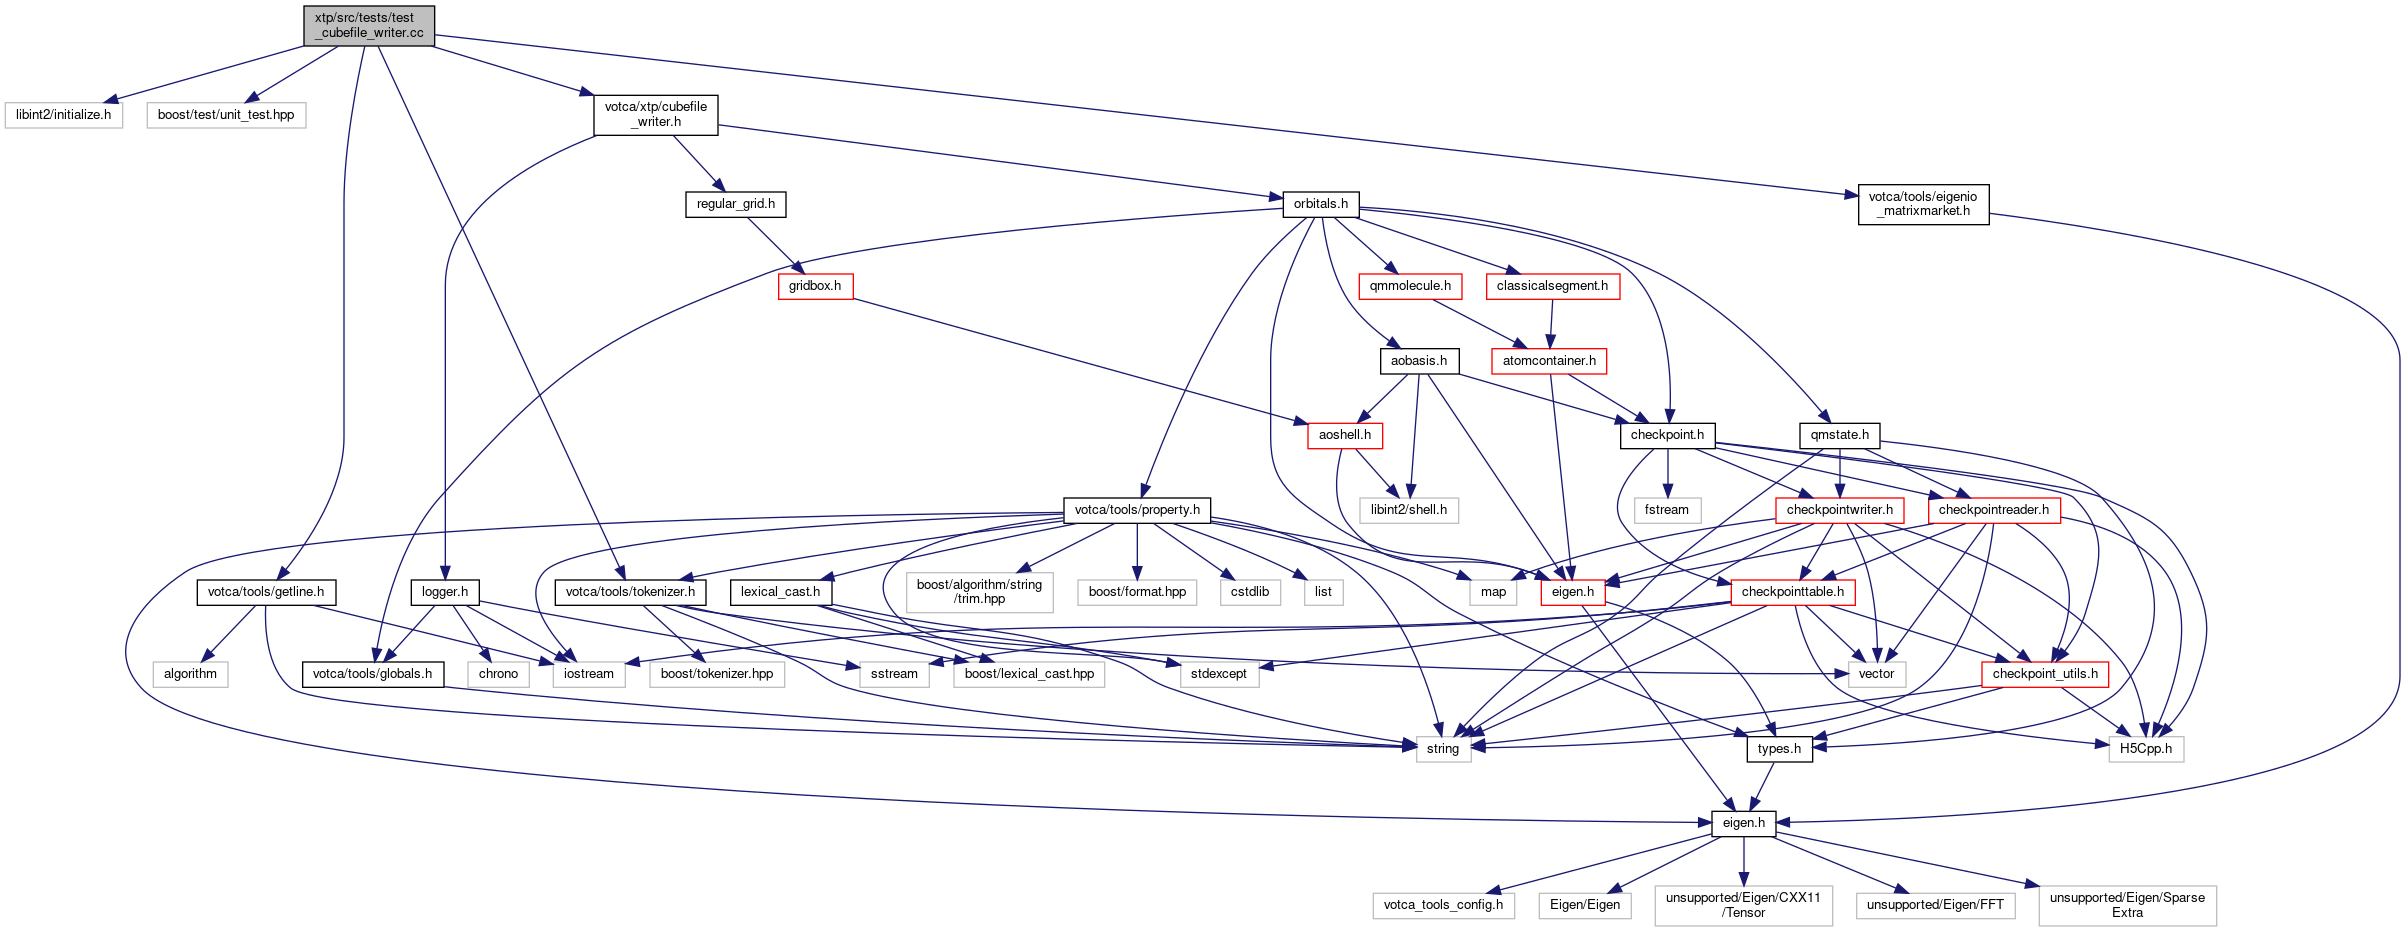 xtp/src/tests/test
_cubefile_writer.cc
libint2/initialize.h
boost/test/unit_test.hpp
votca/xtp/cubefile
_writer.h
votca/tools/eigenio
_matrixmarket.h
regular_grid.h
orbitals.h
gridbox.h
qmmolecule.h
classicalsegment.h
aobasis.h
atomcontainer.h
aoshell.h
checkpoint.h
qmstate.h
votca/tools/property.h
libint2/shell.h
fstream
checkpointwriter.h
checkpointreader.h
votca/tools/getline.h
logger.h
votca/tools/tokenizer.h
lexical_cast.h
boost/algorithm/string
/trim.hpp
boost/format.hpp
cstdlib
list
map
eigen.h
checkpointtable.h
algorithm
votca/tools/globals.h
chrono
iostream
boost/tokenizer.hpp
sstream
boost/lexical_cast.hpp
stdexcept
vector
checkpoint_utils.h
string
types.h
H5Cpp.h
eigen.h
votca_tools_config.h
Eigen/Eigen
unsupported/Eigen/CXX11
/Tensor
unsupported/Eigen/FFT
unsupported/Eigen/Sparse
Extra